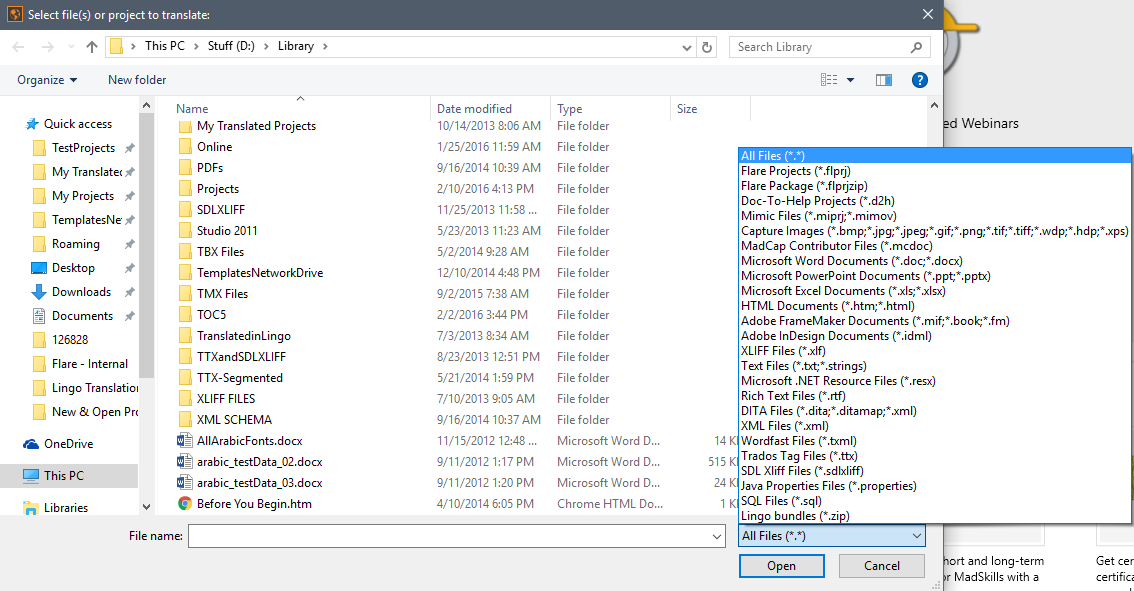 Select file(s) or project to translate:
This PC > Stuff (D:) > Library >
Search Library
Organize
New folder
Quick access
TestProjects
My Translated
My Projects
TemplatesNe
Roaming
Desktop
Downloads
Documents
126828
Flare - Internal
Lingo Translation
New & Open Pro
OneDrive
This PC
Libraries
Name Date modified Type Size
My Translated Projects 10/14/2013 8:06 AM File folder
Online 1/25/2016 11:59 AM File folder
PDFs 9/16/2014 10:39 AM File folder
Projects 2/10/2016 4:13 PM File folder
SDLXLIFF 11/25/2013 11:58 ... File folder
Studio 2011 5/23/2013 11:23 AM File folder
TBX Files 5/2/2014 9:28 AM File folder
TemplatesNetworkDrive 12/10/2014 4:48 PM File folder
TMX Files 9/2/2015 7:38 AM File folder
TOC5 2/2/2016 3:44 PM File folder
TranslatedinLingo 7/3/2013 8:34 AM File folder
TTXandSDLXLIFF 8/23/2013 12:51 PM File folder
TTX-Segmented 5/21/2014 1:59 PM File folder
XLIFF FILES 7/10/2013 9:05 AM File folder
XML SCHEMA 9/16/2014 10:37 AM File folder
AllArabicFonts.docx 11/15/2012 12:48 ... Microsoft Word D... 14 K
arabic_testData_02.docx 9/11/2012 1:17 PM Microsoft Word D... 515 K
arabic_testData_03.docx 9/11/2012 1:20 PM Microsoft Word D... 24 K
Before You Begin.htm 4/10/2014 6:05 PM Chrome HTML Do... 1 K
ed Webinars
All Files (*.*)
Flare Projects (*.flprj)
Flare Package (*.flprjzip)
Doc-To-Help Projects (*.d2h)
Mimic Files (*.miprj;*.mimov)
Capture Images (*.bmp;*.jpg;*.jpeg;*.gif;*.png;*.tif;*.tiff;*.wdp;*.hdp;*.xps)
MadCap Contributor Files (*.mcdoc)
Microsoft Word Documents (*.doc;*.docx)
Microsoft PowerPoint Documents (*.ppt;*.pptx)
Microsoft Excel Documents (*.xls;*.xlsx)
HTML Documents (*.htm;*.html)
Adobe FrameMaker Documents (*.mif;*.book;*.fm)
Adobe InDesign Documents (*.idml)
XLIFF Files (*.xlf)
Text Files (*.txt;*.strings)
Microsoft .NET Resource Files (*.resx)
Rich Text Files (*.rtf)
DITA Files (*.dita;*.ditamap;*.xml)
XML Files (*.xml)
Wordfast Files (*.txml)
Trados Tag Files (*.ttx)
SDL Xliff Files (*.sdlxliff)
Java Properties Files (*.properties)
SQL Files (*.sql)
Lingo bundles (*.zip)
File name:
All Files (*.*)
Open
Cancel
hort and long-term
or MadSkills with a
Get cer
certifica